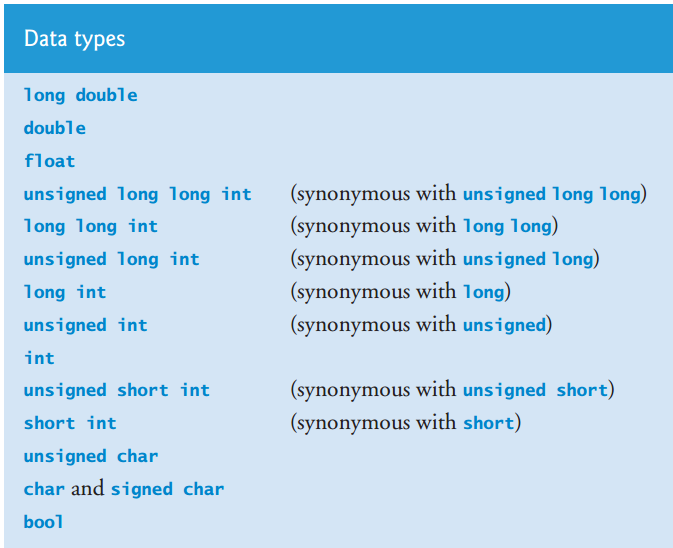 Data types
long double
double
float
unsigned long long int (synonymous with unsigned long long)
long long int (synonymous with long long)
unsigned long int (synonymous with unsigned long)
long int (synonymous with long)
unsigned int (synonymous with unsigned)
int
unsigned short int (synonymous with unsigned short)
short int (synonymous with short)
unsigned char
char and signed char
bool